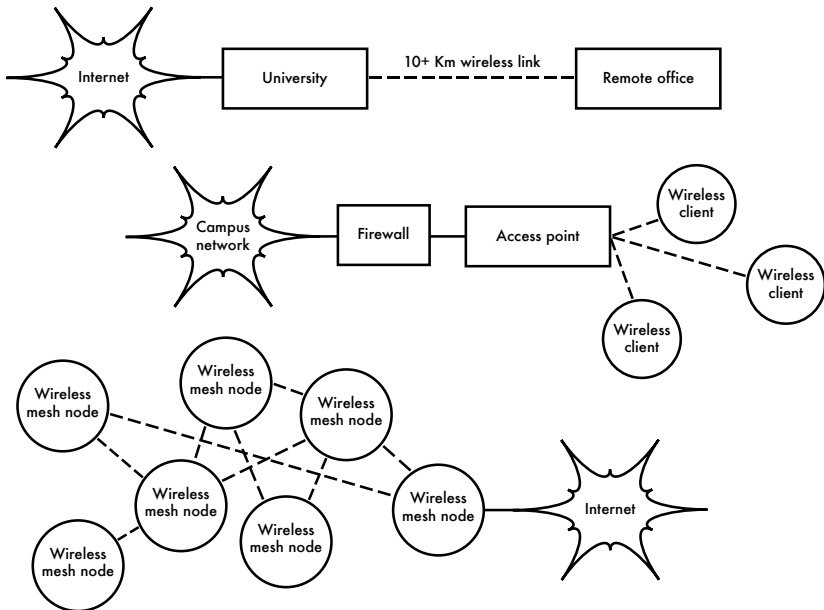 Internet
University
10+ Km wireless link
Remote office
Campus
network
Firewall
Access point
Wireless
client
Wireless
client
Wireless
client
Wireless
mesh node
Wireless
mesh node
Wireless
mesh node
Wireless
mesh node
Wireless
mesh node
Wireless
mesh node
Wireless
mesh node
Internet